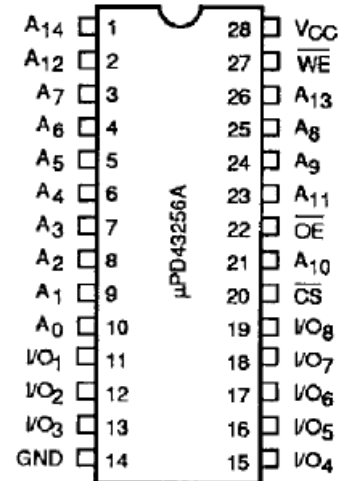 A14 1 28 VCC
A12 2 27 WE
A7 3 26 A13
A6 4 25 A8
A5 5 24 A9
A4 6 23 A11
A3 7 22 OE
A2 8 21 A10
A1 9 20 CS
A0 10 19 I/O8
I/O1 11 18 I/O7
I/O2 12 17 I/O6
I/O3 13 16 I/O5
GND 14 15 I/O4
µPD43256A